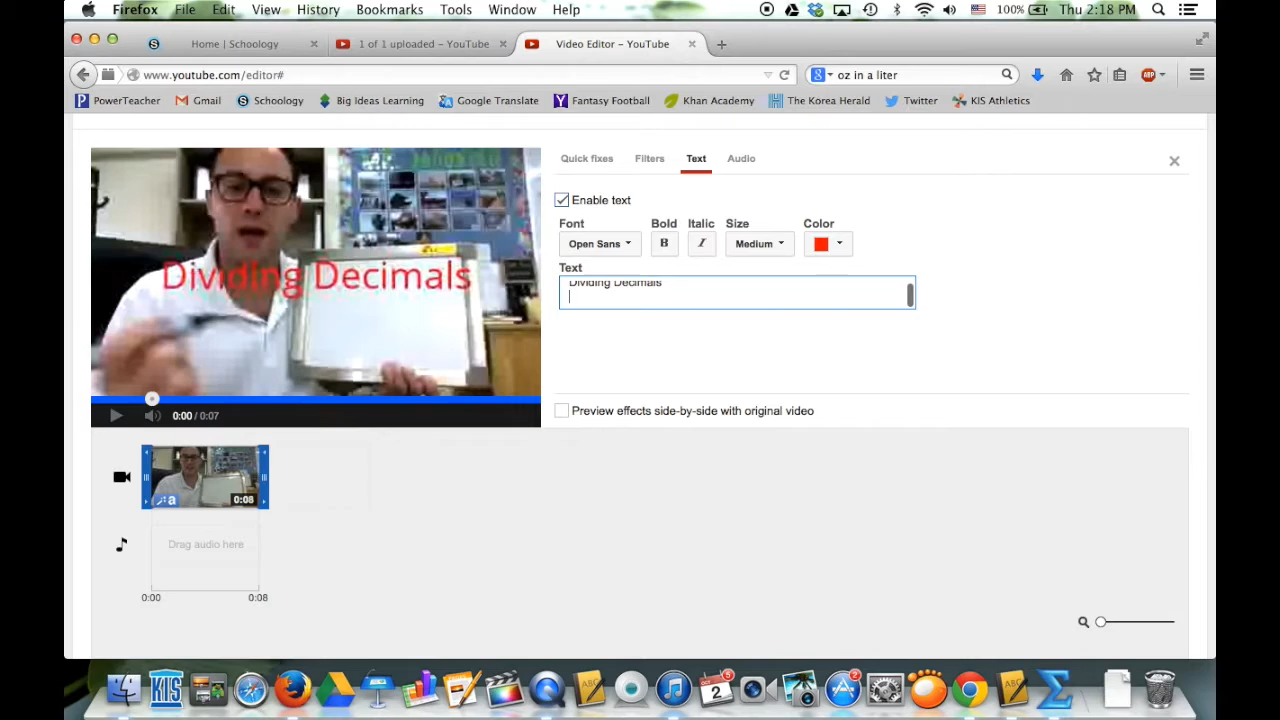 Firefox File Edit View History Bookmarks Tools Window Help 100% Thu 2:18 PM
Home | Schoology 1 of 1 uploaded – YouTube Video Editor – YouTube
www.youtube.com/editor# oz in a liter ABP
PowerTeacher Gmail Schoology Big Ideas Learning Google Translate Fantasy Football Khan Academy The Korea Herald Twitter KIS Athletics
Quick fixes Filters Text Audio
Enable text
Font Bold Italic Size Color
Open Sans B I Medium
Text
Dividing Decimals
Dividing Decimals
Preview effects side-by-side with original video
0:00 / 0:07
a 0:08
Drag audio here
0:00 0:08
KIS
OCT
2